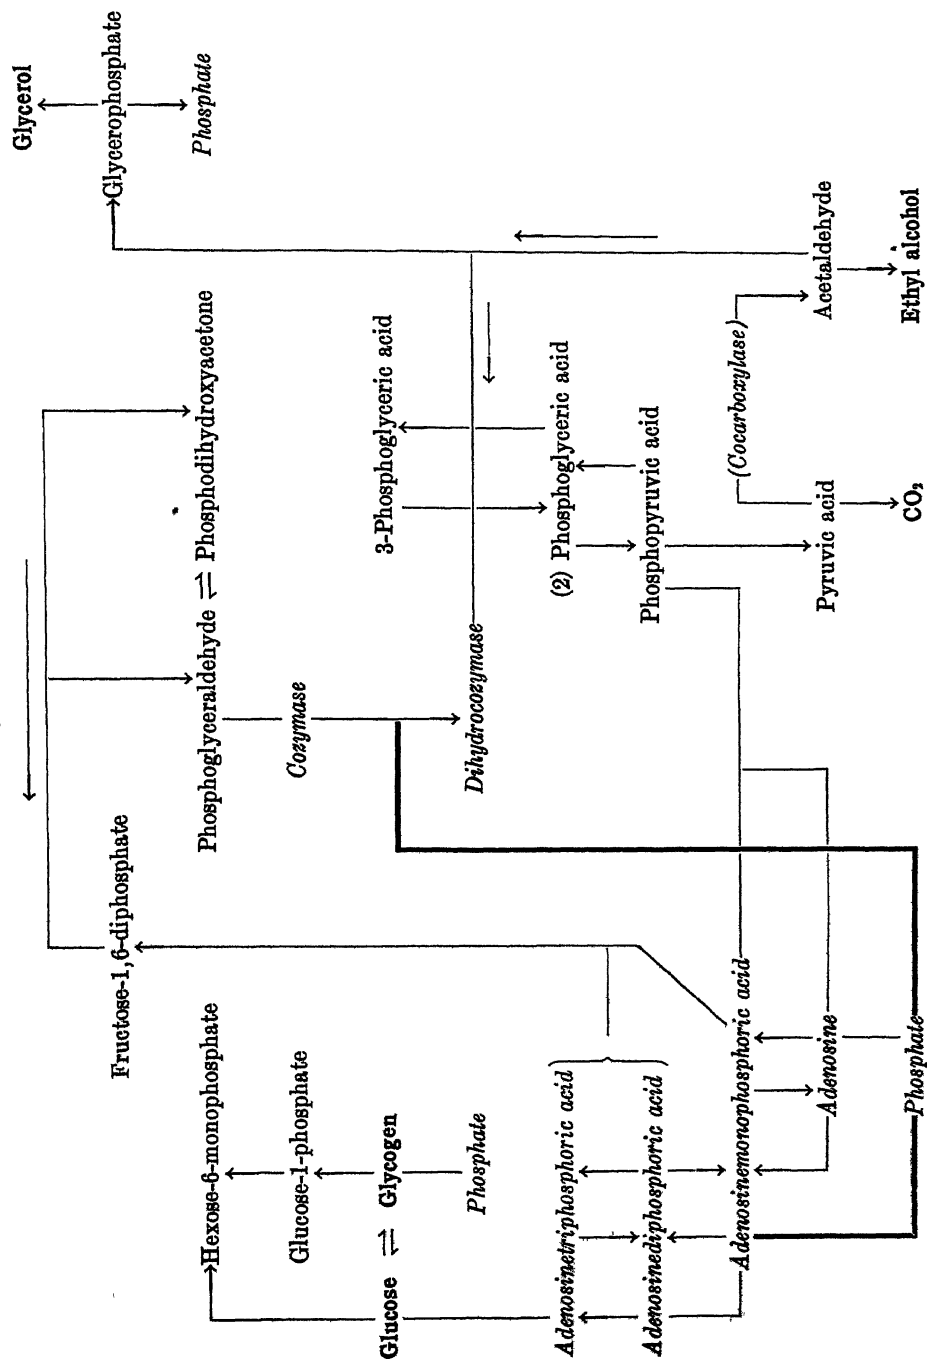 Glycerol
Glycerophosphate
Phosphate
Fructose-1,6-diphosphate
Hexose-6-monophosphate
Phosphoglyceraldehyde ⇌ Phosphodihydroxyacetone
Glucose-1-phosphate
Cozymase
Glucose ⇌ Glycogen
3-Phosphoglyceric acid
Phosphate
Dihydrocozymase
Adenosinetriphosphoric acid
(2) Phosphoglyceric acid
Adenosinediphosphoric acid
Phosphopyruvic acid
Adenosinemonophosphoric acid
(Cocarboxylase)
Adenosine
Pyruvic acid
Acetaldehyde
Phosphate
CO₂
Ethyl alcohol